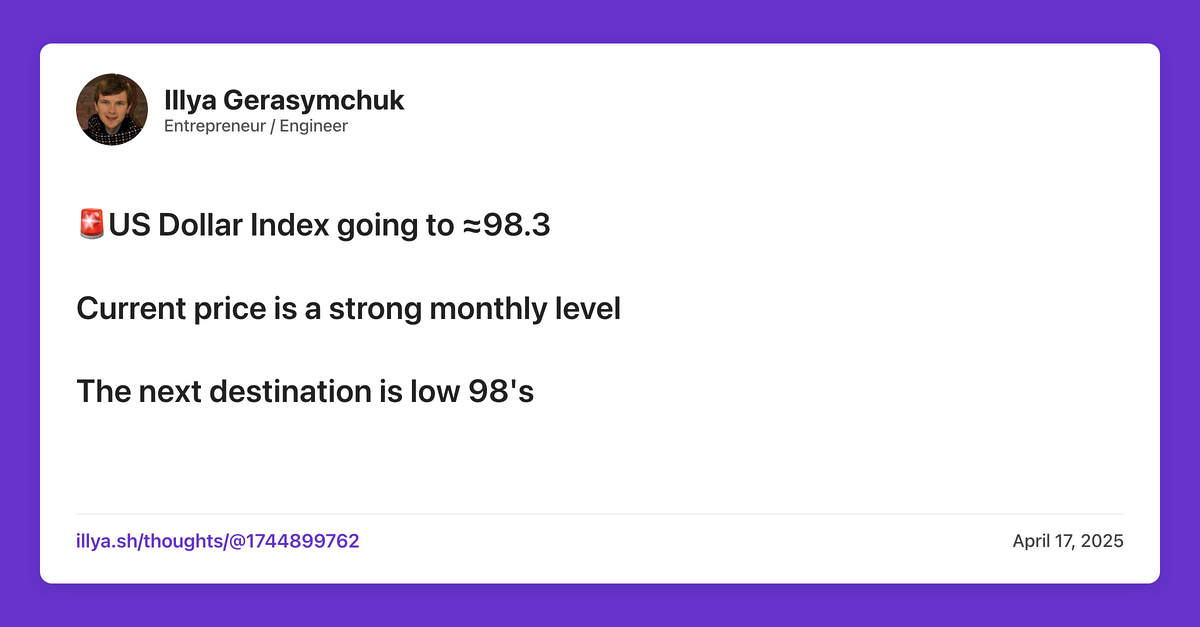 Illya Gerasymchuk
Entrepreneur / Engineer
🚨US Dollar Index going to ≈98.3
Current price is a strong monthly level
The next destination is low 98's
illya.sh/thoughts/@1744899762
April 17, 2025